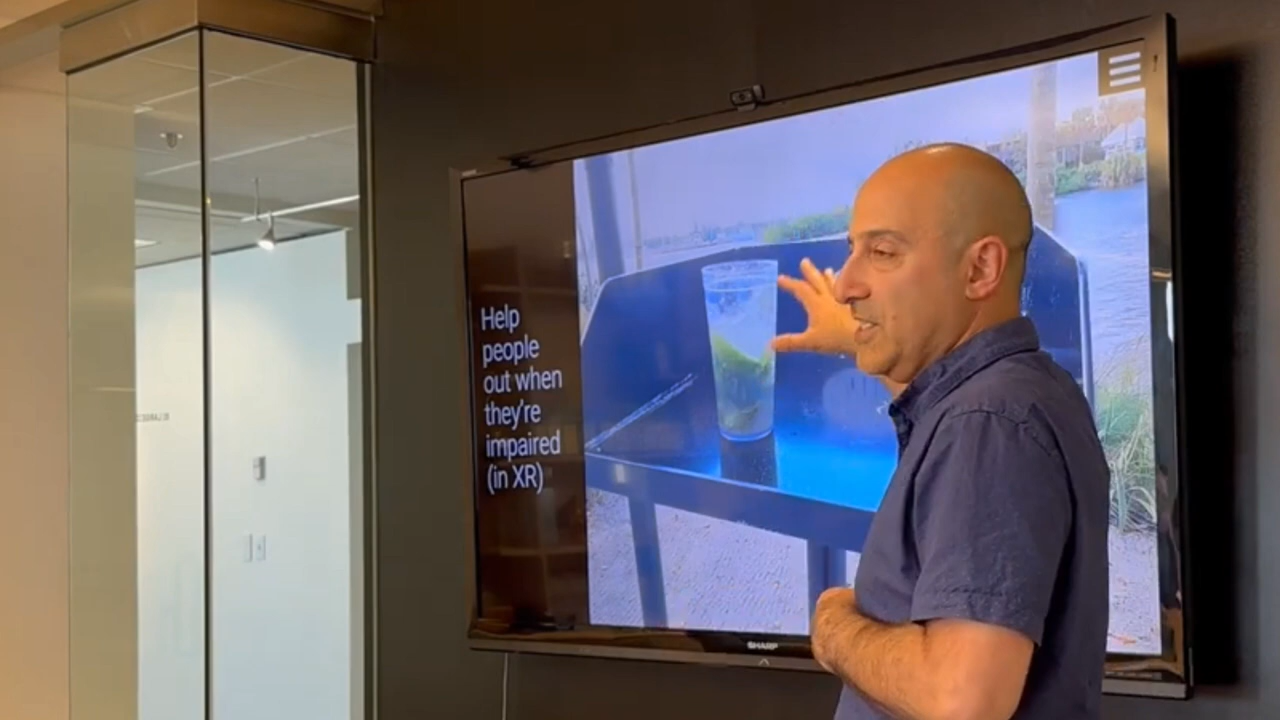 Help
people
out when
they're
impaired
(in XR)
SHARP